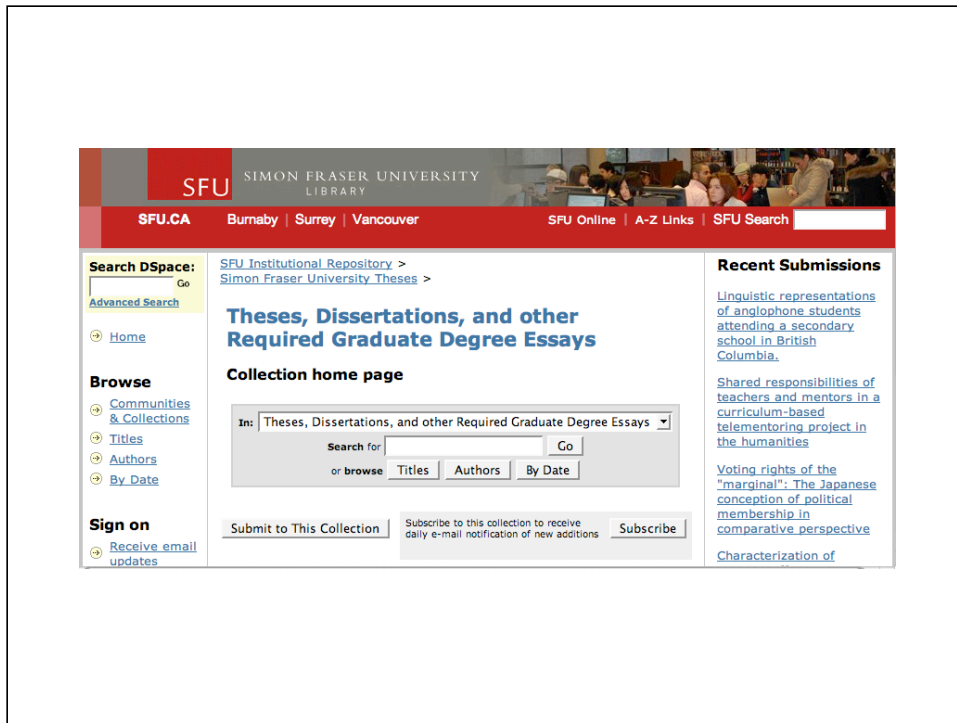 SFU SIMON FRASER UNIVERSITY
LIBRARY
SFU.CA Burnaby | Surrey | Vancouver SFU Online | A-Z Links | SFU Search
Search DSpace:
Go
Advanced Search
Home
Browse
Communities
& Collections
Titles
Authors
By Date
Sign on
Receive email
updates
SFU Institutional Repository >
Simon Fraser University Theses >
Theses, Dissertations, and other
Required Graduate Degree Essays
Collection home page
In: Theses, Dissertations, and other Required Graduate Degree Essays
Search for Go
or browse Titles Authors By Date
Submit to This Collection
Subscribe to this collection to receive
daily e-mail notification of new additions
Subscribe
Recent Submissions
Linguistic representations
of anglophone students
attending a secondary
school in British
Columbia.
Shared responsibilities of
teachers and mentors in a
curriculum-based
telementoring project in
the humanities
Voting rights of the
"marginal": The Japanese
conception of political
membership in
comparative perspective
Characterization of